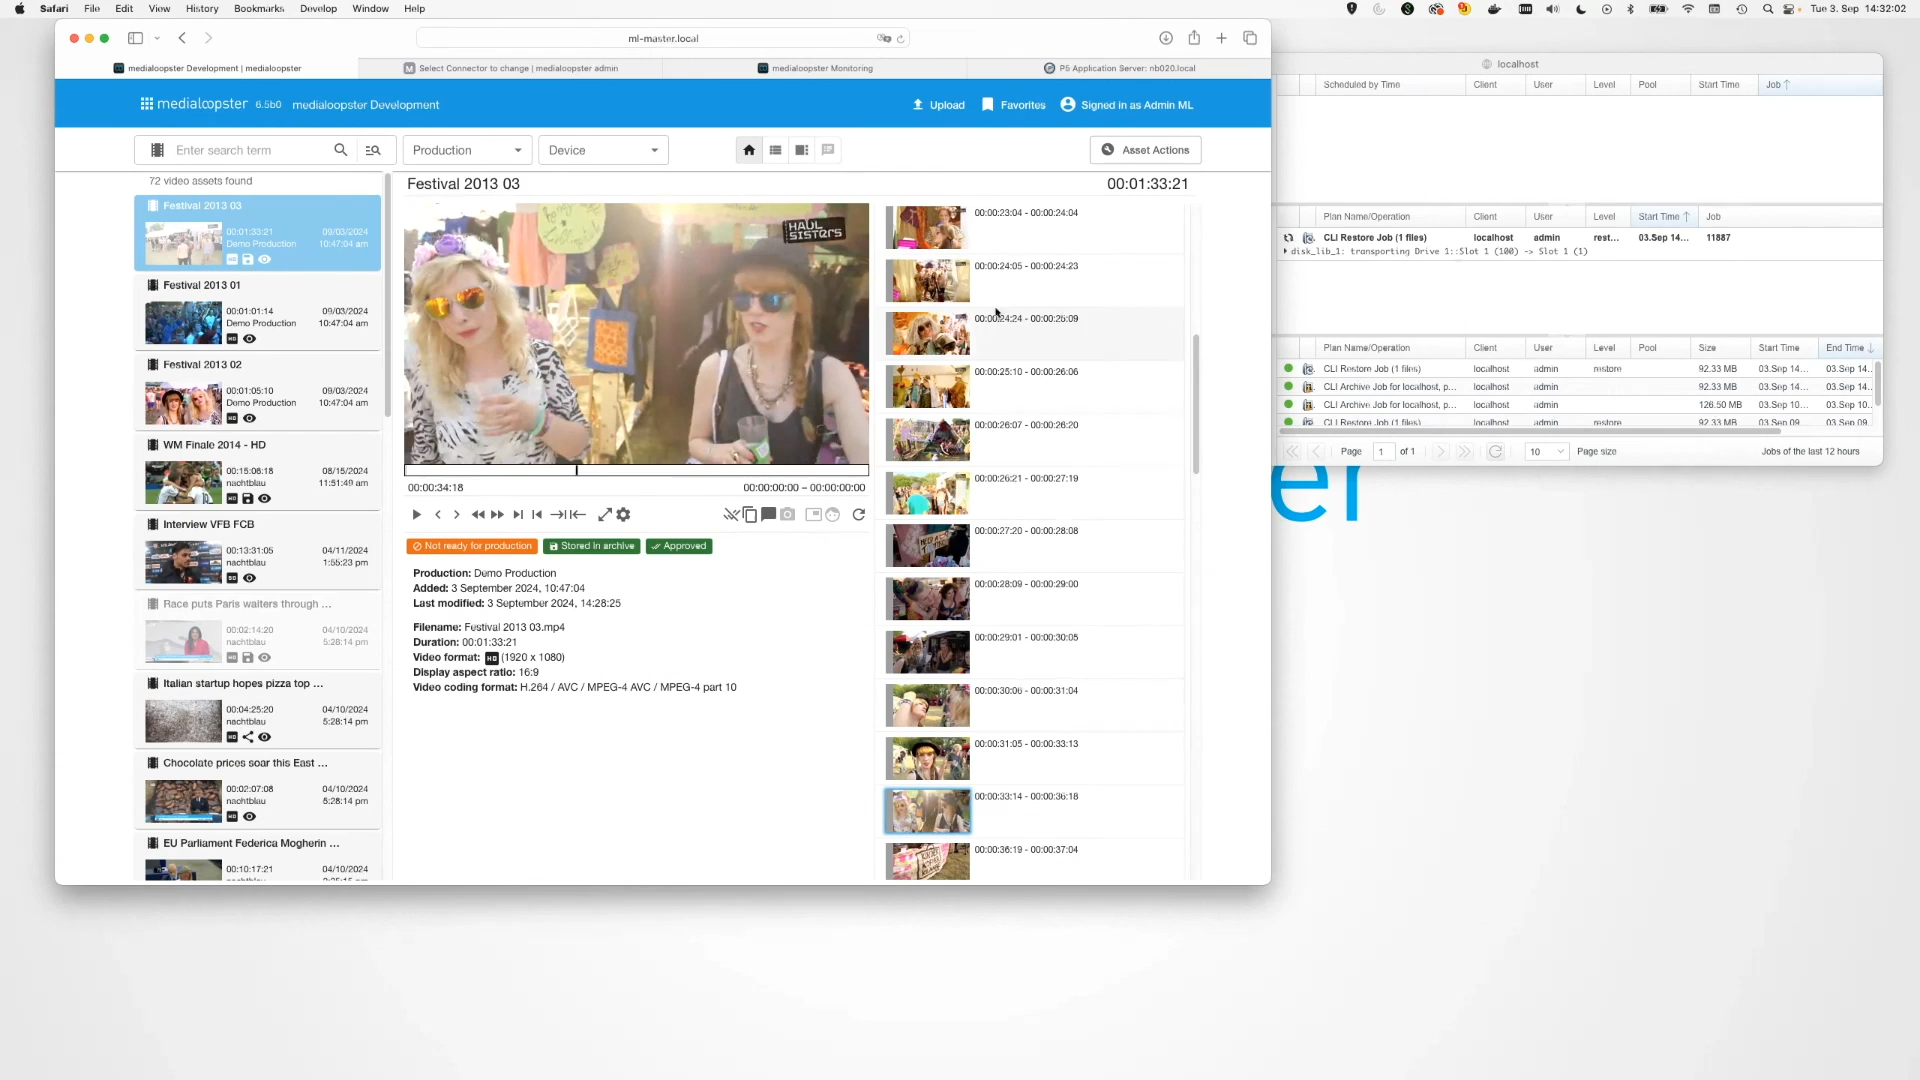 Safari File Edit View History Bookmarks Develop Window Help
Tue 3. Sep 14:32:02
ml-master.local
medialoopster Development | medialoopster
Select Connector to change | medialoopster admin
medialoopster Monitoring
P5 Application Server: nb020.local
medialoopster 6.5b0 medialoopster Development
Upload Favorites Signed in as Admin ML
Enter search term
Production
Device
Asset Actions
72 video assets found
Festival 2013 03
00:01:33:21 09/03/2024
Demo Production 10:47:04 am
Festival 2013 01
00:01:01:14 09/03/2024
Demo Production 10:47:04 am
Festival 2013 02
00:01:05:10 09/03/2024
Demo Production 10:47:04 am
WM Finale 2014 - HD
00:15:06:18 08/15/2024
nachtblau 11:51:49 am
Interview VFB FCB
00:13:31:05 04/11/2024
nachtblau 1:55:23 pm
Race puts Paris waiters through ...
00:02:14:20 04/10/2024
nachtblau 5:28:14 pm
Italian startup hopes pizza top ...
00:04:25:20 04/10/2024
nachtblau 5:28:14 pm
Chocolate prices soar this East ...
00:02:07:08 04/10/2024
nachtblau 5:28:14 pm
EU Parliament Federica Mogherin ...
00:10:17:21 04/10/2024
Festival 2013 03 00:01:33:21
HAUL SISTERS
00:00:34:18 00:00:00:00 – 00:00:00:00
Not ready for production Stored in archive Approved
Production: Demo Production
Added: 3 September 2024, 10:47:04
Last modified: 3 September 2024, 14:28:25
Filename: Festival 2013 03.mp4
Duration: 00:01:33:21
Video format: HD (1920 x 1080)
Display aspect ratio: 16:9
Video coding format: H.264 / AVC / MPEG-4 AVC / MPEG-4 part 10
00:00:23:04 - 00:00:24:04
00:00:24:05 - 00:00:24:23
00:00:24:24 - 00:00:25:09
00:00:25:10 - 00:00:26:06
00:00:26:07 - 00:00:26:20
00:00:26:21 - 00:00:27:19
00:00:27:20 - 00:00:28:08
00:00:28:09 - 00:00:29:00
00:00:29:01 - 00:00:30:05
00:00:30:06 - 00:00:31:04
00:00:31:05 - 00:00:33:13
00:00:33:14 - 00:00:36:18
00:00:36:19 - 00:00:37:04
localhost
Scheduled by Time Client User Level Pool Start Time Job
Plan Name/Operation Client User Level Start Time Job
CLI Restore Job (1 files) localhost admin rest... 03.Sep 14... 11887
disk_lib_1: transporting Drive 1::Slot 1 (100) -> Slot 1 (1)
Plan Name/Operation Client User Level Pool Size Start Time End Time
CLI Restore Job (1 files) localhost admin restore 92.33 MB 03.Sep 14... 03.Sep 14..
CLI Archive Job for localhost, p... localhost admin 92.33 MB 03.Sep 14... 03.Sep 14..
CLI Archive Job for localhost, p... localhost admin 126.50 MB 03.Sep 10... 03.Sep 10..
CLI Restore Job (1 files) localhost admin restore 92.33 MB 03.Sep 09... 03.Sep 09..
Page 1 of 1 10 Page size Jobs of the last 12 hours
er